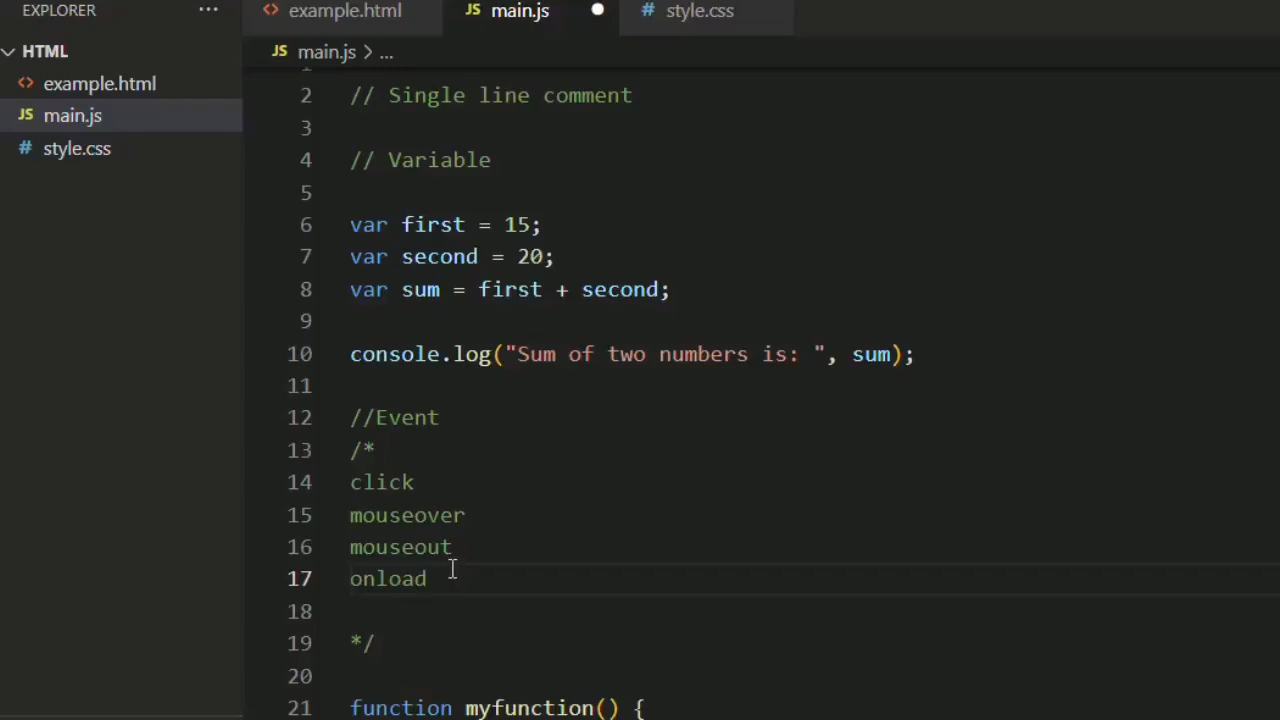 EXPLORER ...
<> example.html JS main.js # style.css
HTML
JS main.js > ...
<> example.html
JS main.js
# style.css
2 // Single line comment
3
4 // Variable
5
6 var first = 15;
7 var second = 20;
8 var sum = first + second;
9
10 console.log("Sum of two numbers is: ", sum);
11
12 //Event
13 /*
14 click
15 mouseover
16 mouseout
17 onload
18
19 */
20
21 function myfunction() {